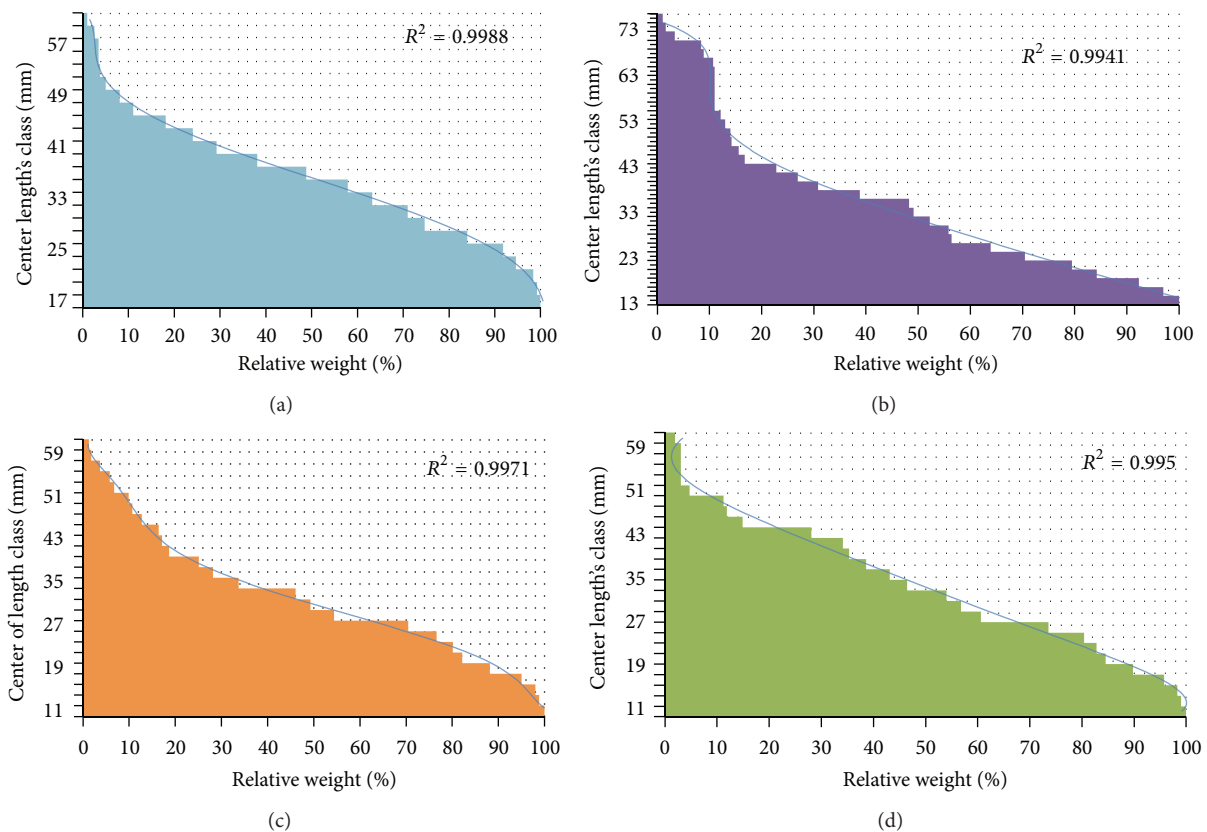 Center length's class (mm)
57
49
41
33
25
17
R² = 0.9988
0 10 20 30 40 50 60 70 80 90 100
Relative weight (%)
(a)
Center length's class (mm)
73
63
53
43
33
23
13
R² = 0.9941
0 10 20 30 40 50 60 70 80 90 100
Relative weight (%)
(b)
Center of length class (mm)
59
51
43
35
27
19
11
R² = 0.9971
0 10 20 30 40 50 60 70 80 90 100
Relative weight (%)
(c)
Center length's class (mm)
59
51
43
35
27
19
11
R² = 0.995
0 10 20 30 40 50 60 70 80 90 100
Relative weight (%)
(d)